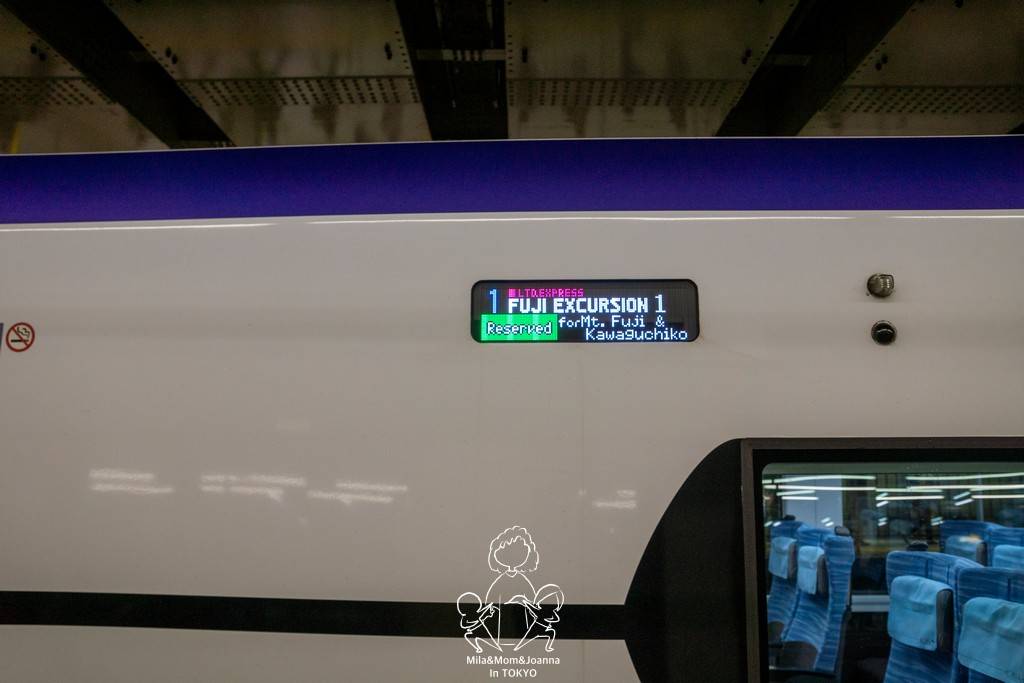 1
LTD.EXPRESS
FUJI EXCURSION 1
Reserved
for Mt. Fuji &
Kawaguchiko
Mila&Mom&Joanna
In TOKYO